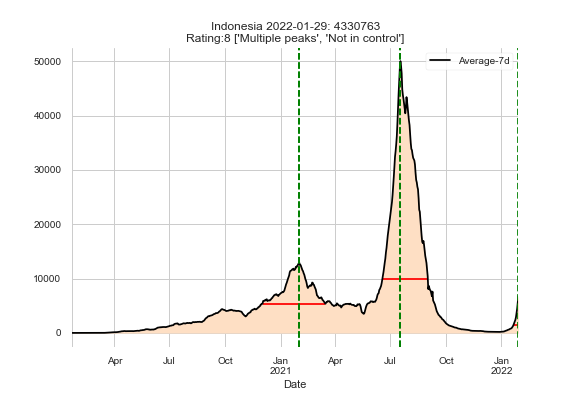 Indonesia 2022-01-29: 4330763
Rating:8 ['Multiple peaks', 'Not in control']
Average-7d
50000
40000
30000
20000
10000
0
Apr Jul Oct Jan Apr Jul Oct Jan
2021 2022
Date